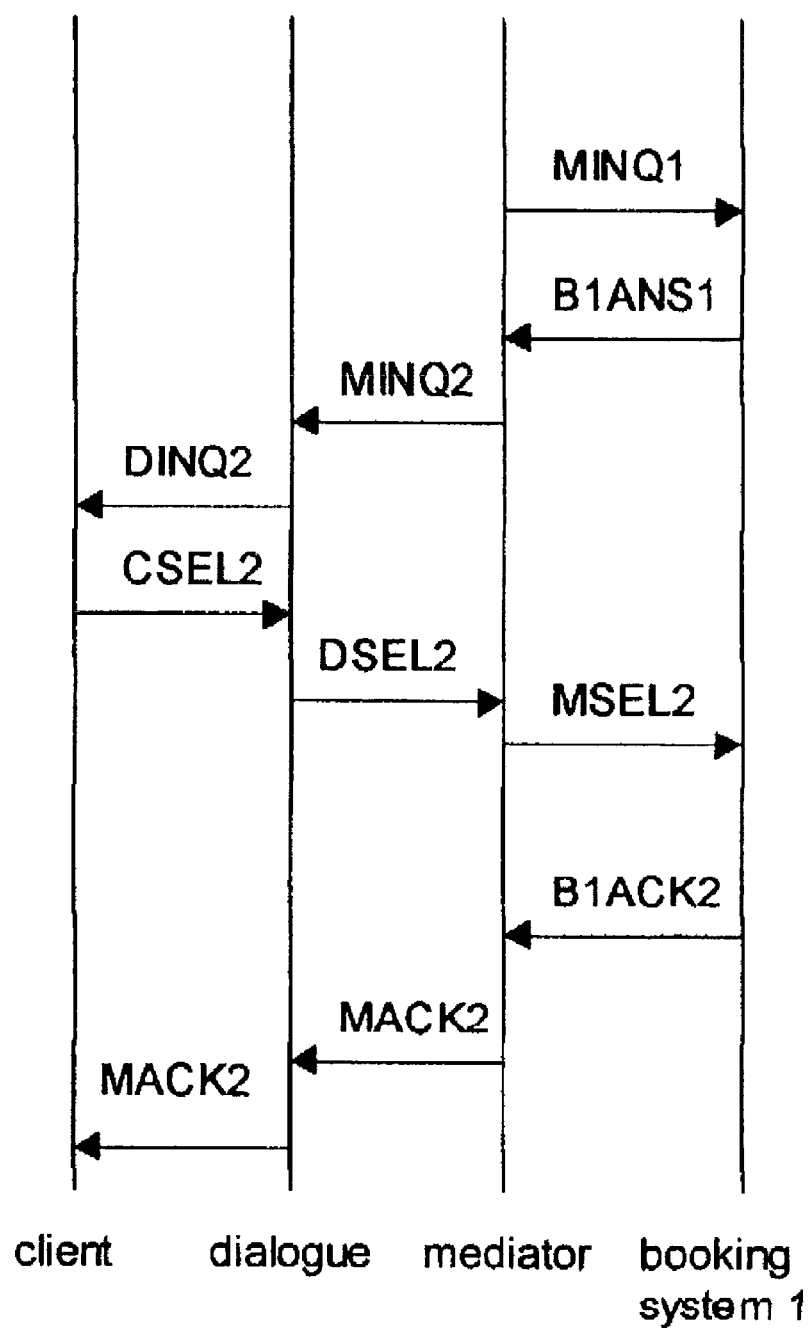 MINQ1
B1ANS1
MINQ2
DINQ2
CSEL2
DSEL2
MSEL2
B1ACK2
MACK2
MACK2
client
dialogue
mediator
booking
system 1